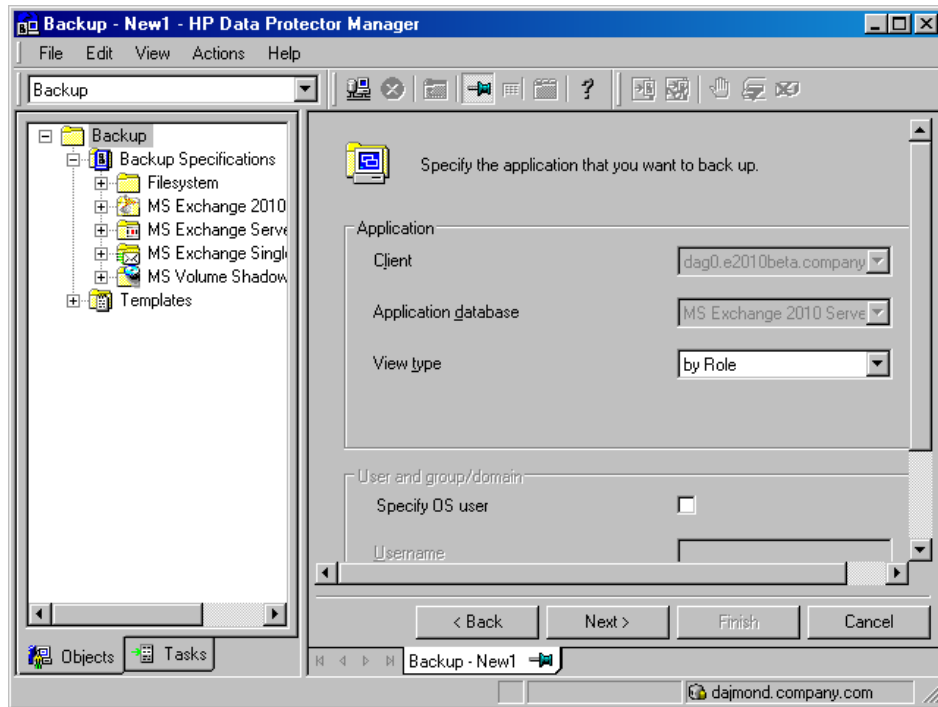 Backup - New1 - HP Data Protector Manager
File Edit View Actions Help
Backup
Backup
Backup Specifications
Filesystem
MS Exchange 2010
MS Exchange Serve
MS Exchange Singl
MS Volume Shadow
Templates
Objects
Tasks
Specify the application that you want to back up.
Application
Client
dag0.e2010beta.company
Application database
MS Exchange 2010 Serve
View type
by Role
User and group/domain
Specify OS user
Username
< Back
Next >
Finish
Cancel
Backup - New1
dajmond.company.com